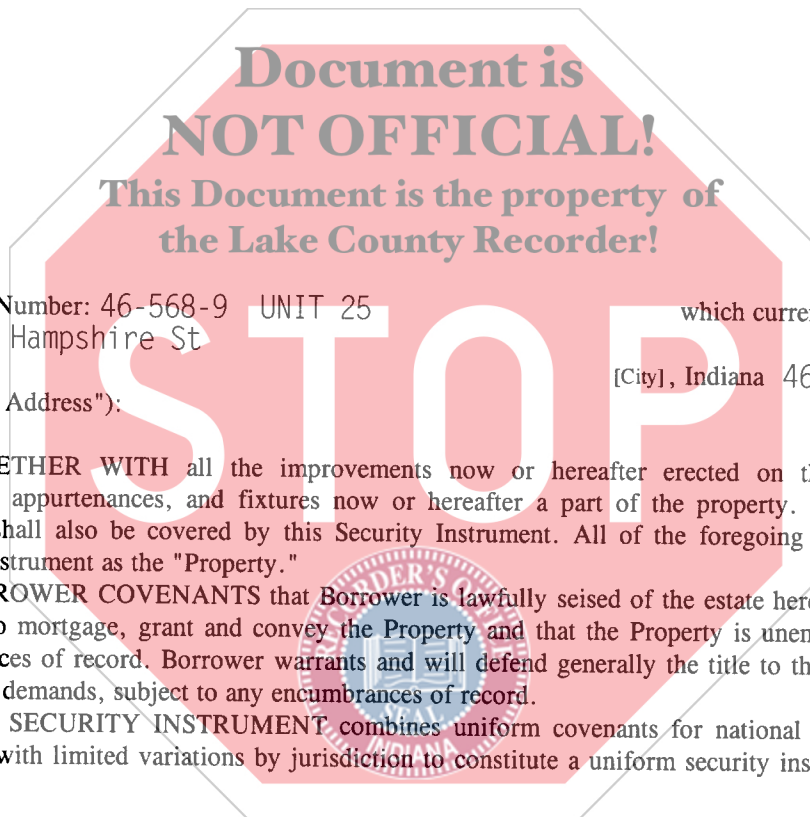 Document is
NOT OFFICIAL!
This Document is the property of
the Lake County Recorder!
Number: 46-568-9 UNIT 25 which curre
Hampshire St
[City], Indiana 46
Address"):
STOP
ETHER WITH all the improvements now or hereafter erected on t
appurtenances, and fixtures now or hereafter a part of the property.
hall also be covered by this Security Instrument. All of the foregoing
strument as the "Property."
ROWER COVENANTS that Borrower is lawfully seised of the estate her
o mortgage, grant and convey the Property and that the Property is unen
ces of record. Borrower warrants and will defend generally the title to th
demands, subject to any encumbrances of record.
SECURITY INSTRUMENT combines uniform covenants for national
with limited variations by jurisdiction to constitute a uniform security ins
RECORDER'S OFFICE
SEAL
INDIANA